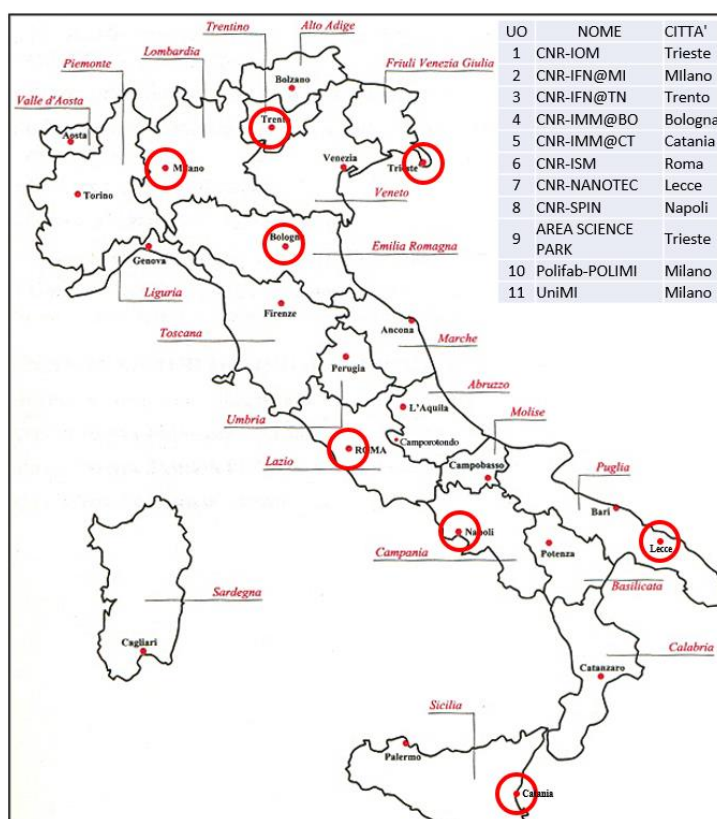 UO NOME CITTA'
1 CNR-IOM Trieste
2 CNR-IFN@MI MIlano
3 CNR-IFN@TN Trento
4 CNR-IMM@BO Bologna
5 CNR-IMM@CT Catania
6 CNR-ISM Roma
7 CNR-NANOTEC Lecce
8 CNR-SPIN Napoli
9 AREA SCIENCE PARK Trieste
10 Polifab-POLIMI Milano
11 UniMI Milano
Trentino
Alto Adige
Lombardia
Piemonte
Friuli Venezia Giulia
Bolzano
Valle d'Aosta
Trent
Aosta
Milano
Venezia
Trieste
Torino
Veneto
Bologn
Emilia Romagna
Genova
Liguria
Firenze
Toscana
Ancona
Marche
Perugia
Abruzzo
L'Aquila
Molise
Umbria
Camporotondo
ROMA
Lazio
Campobasso
Puglia
Bari
Napoli
Lecce
Campania
Potenza
Basilicata
Sardegna
Cagliari
Calabria
Catanzaro
Sicilia
Palermo
Catania